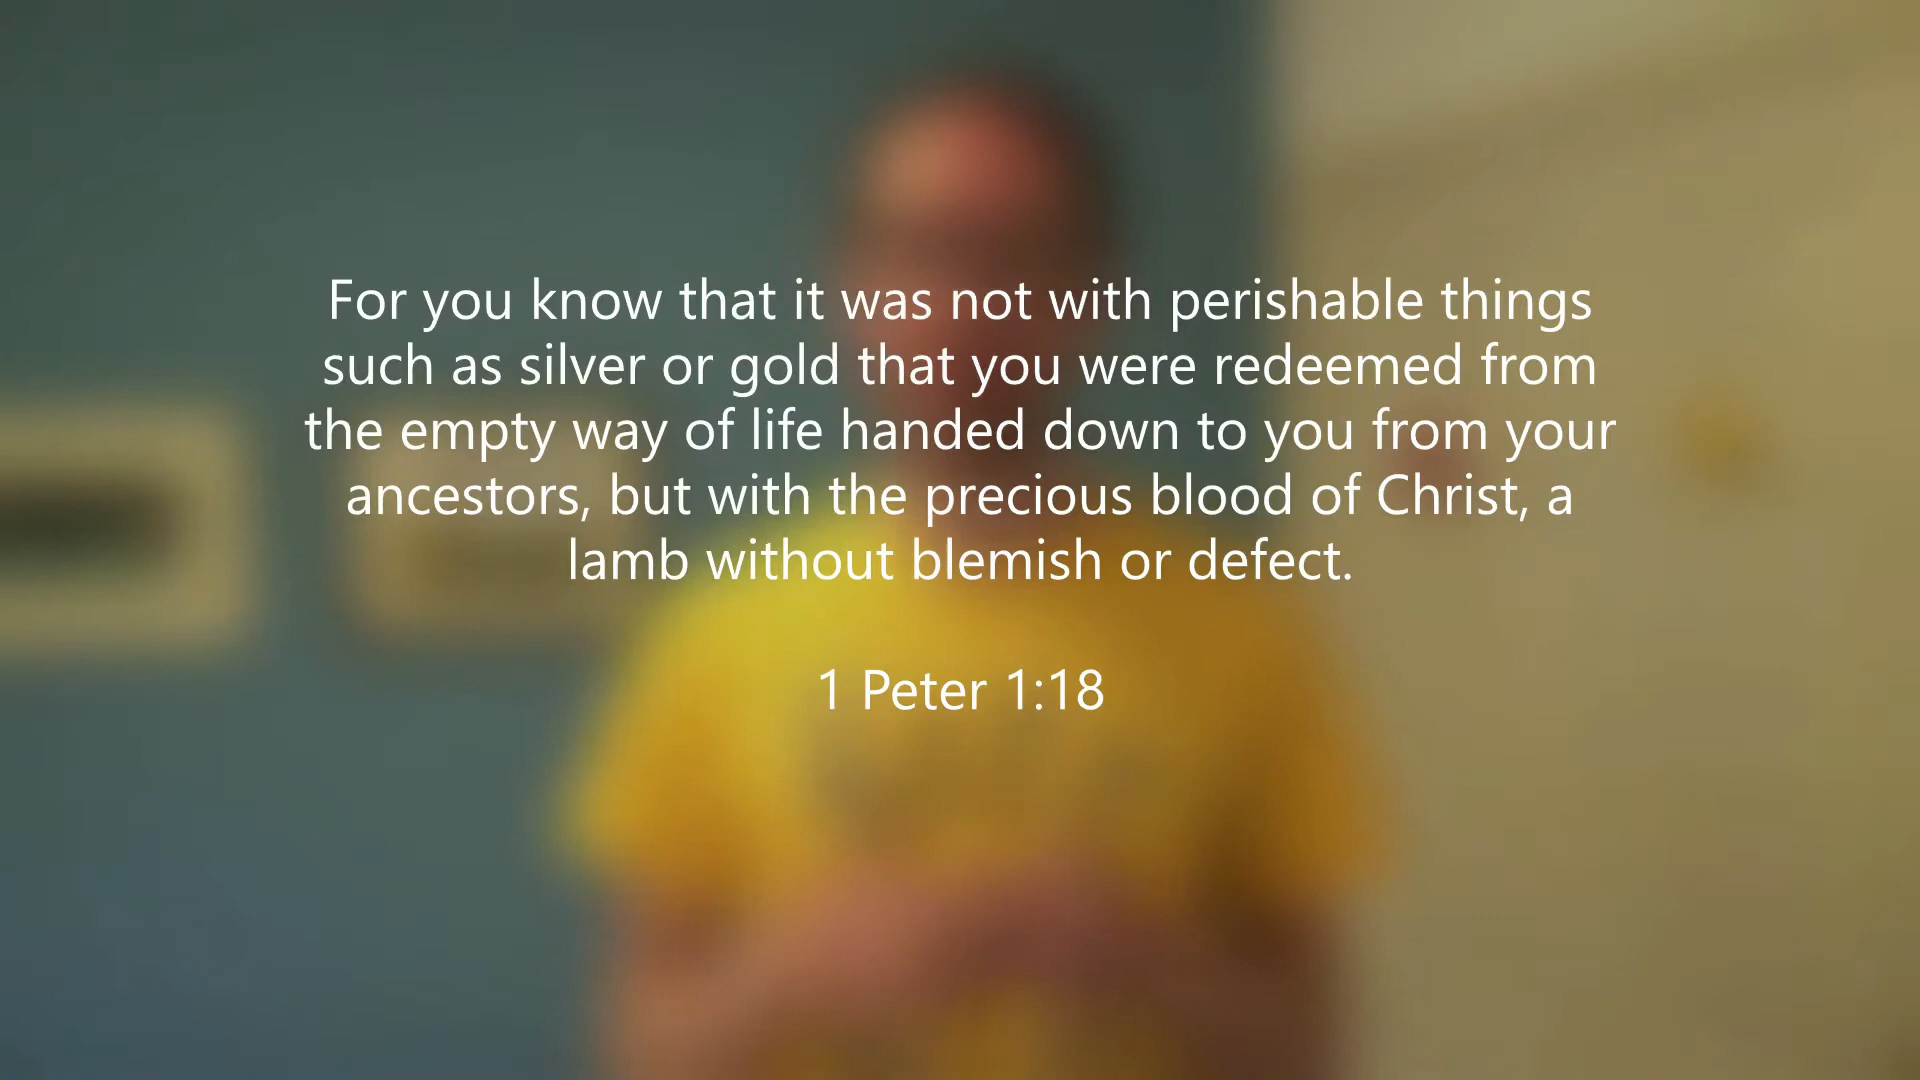 For you know that it was not with perishable things
such as silver or gold that you were redeemed from
the empty way of life handed down to you from your
ancestors, but with the precious blood of Christ, a
lamb without blemish or defect.
1 Peter 1:18